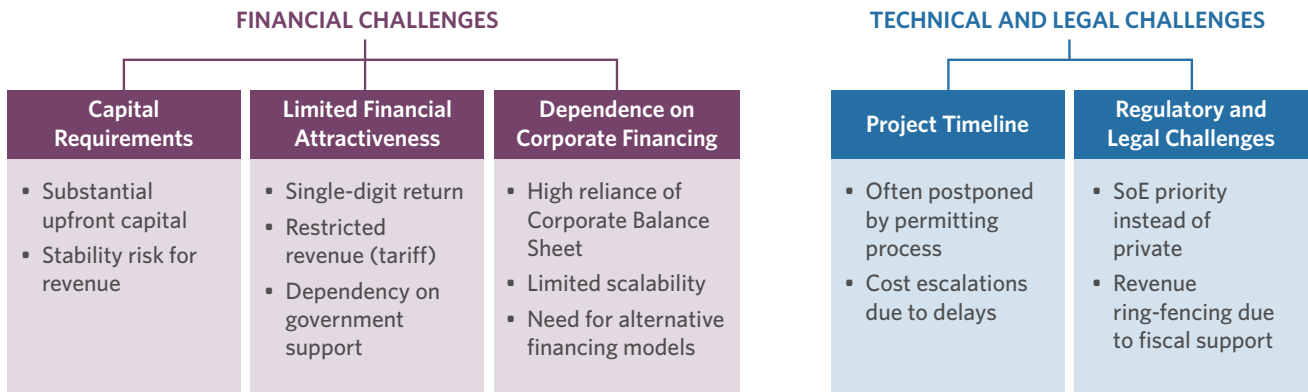 FINANCIAL CHALLENGES
Capital
Requirements
• Substantial
upfront capital
• Stability risk for
revenue
Limited Financial
Attractiveness
• Single-digit return
• Restricted
revenue (tariff)
• Dependency on
government
support
Dependence on
Corporate Financing
• High reliance of
Corporate Balance
Sheet
• Limited scalability
• Need for alternative
financing models
TECHNICAL AND LEGAL CHALLENGES
Project Timeline
• Often postponed
by permitting
process
• Cost escalations
due to delays
Regulatory and
Legal Challenges
• SoE priority
instead of
private
• Revenue
ring-fencing due
to fiscal support